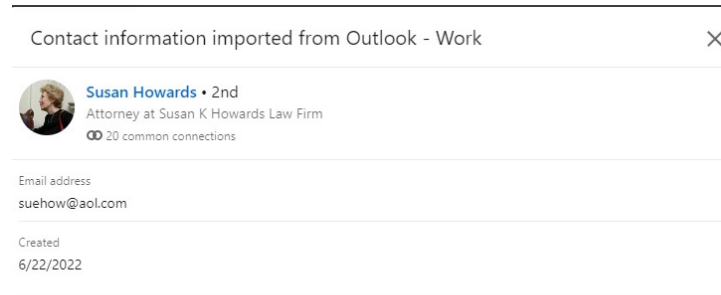 Contact information imported from Outlook - Work
Susan Howards • 2nd
Attorney at Susan K Howards Law Firm
20 common connections
Email address
suehow@aol.com
Created
6/22/2022